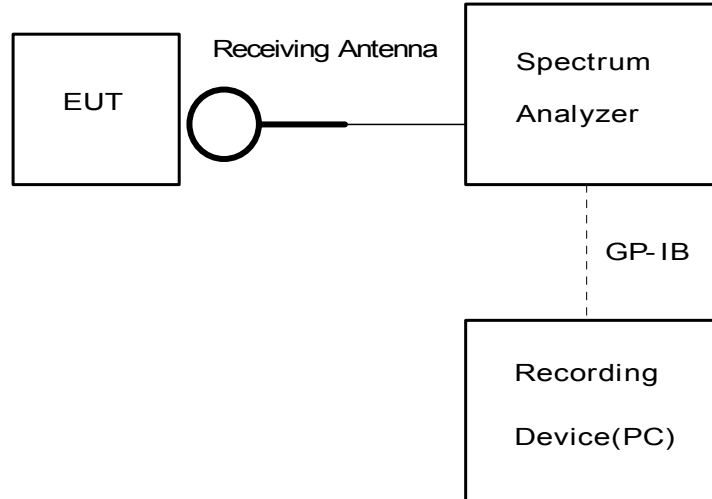 Receiving Antenna
EUT
Spectrum
Analyzer
GP-IB
Recording
Device(PC)